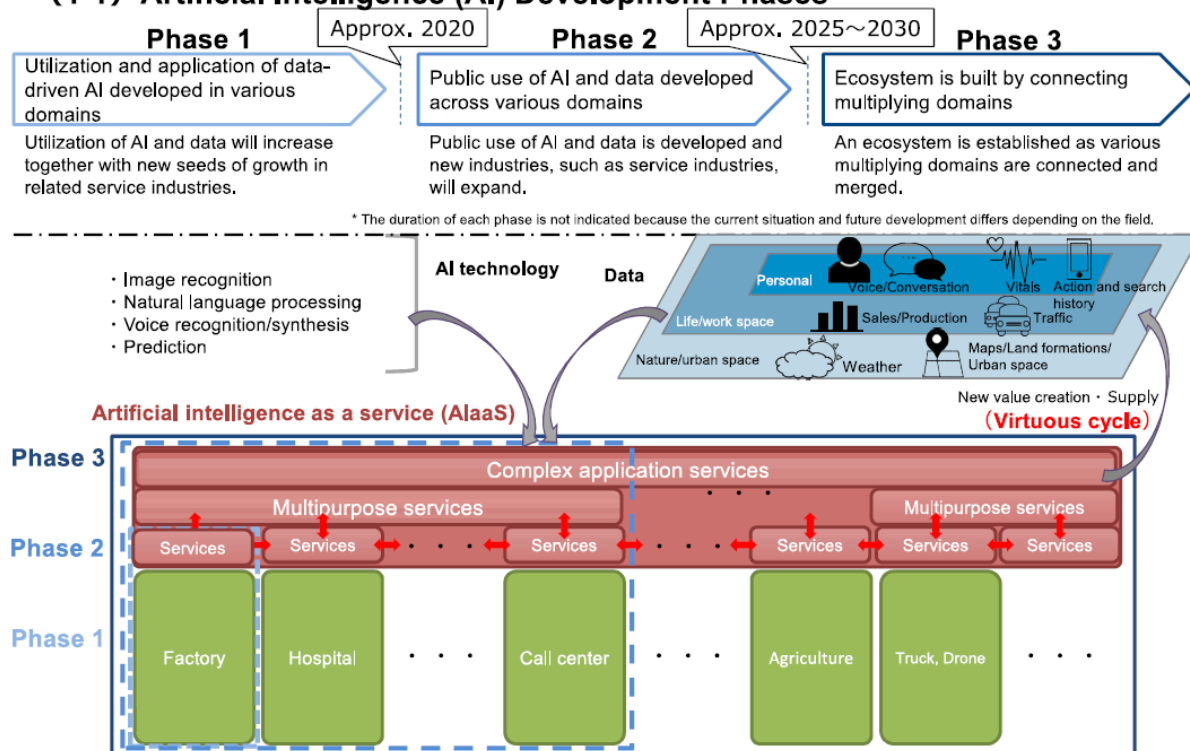 (1-1) Artificial Intelligence (AI) Development Phases
Approx. 2020
Approx. 2025~2030
Phase 1
Phase 2
Phase 3
Utilization and application of data-
driven AI developed in various
domains
Public use of AI and data developed
across various domains
Ecosystem is built by connecting
multiplying domains
Utilization of AI and data will increase
together with new seeds of growth in
related service industries.
Public use of AI and data is developed and
new industries, such as service industries,
will expand.
An ecosystem is established as various
multiplying domains are connected and
merged.
* The duration of each phase is not indicated because the current situation and future development differs depending on the field.
・Image recognition
・Natural language processing
・Voice recognition/synthesis
・Prediction
AI technology
Data
Personal
Voice/Conversation
Vitals
Action and search
history
Life/work space
Sales/Production
Traffic
Nature/urban space
Weather
Maps/Land formations/
Urban space
New value creation・Supply
(Virtuous cycle)
Artificial intelligence as a service (AIaaS)
Phase 3
Complex application services
・・・
Multipurpose services
Multipurpose services
Phase 2
Services
Services
・・・
Services
・・・
Services
Services
Services
Phase 1
Factory
Hospital
・・・
Call center
・・・
Agriculture
Truck, Drone
・・・